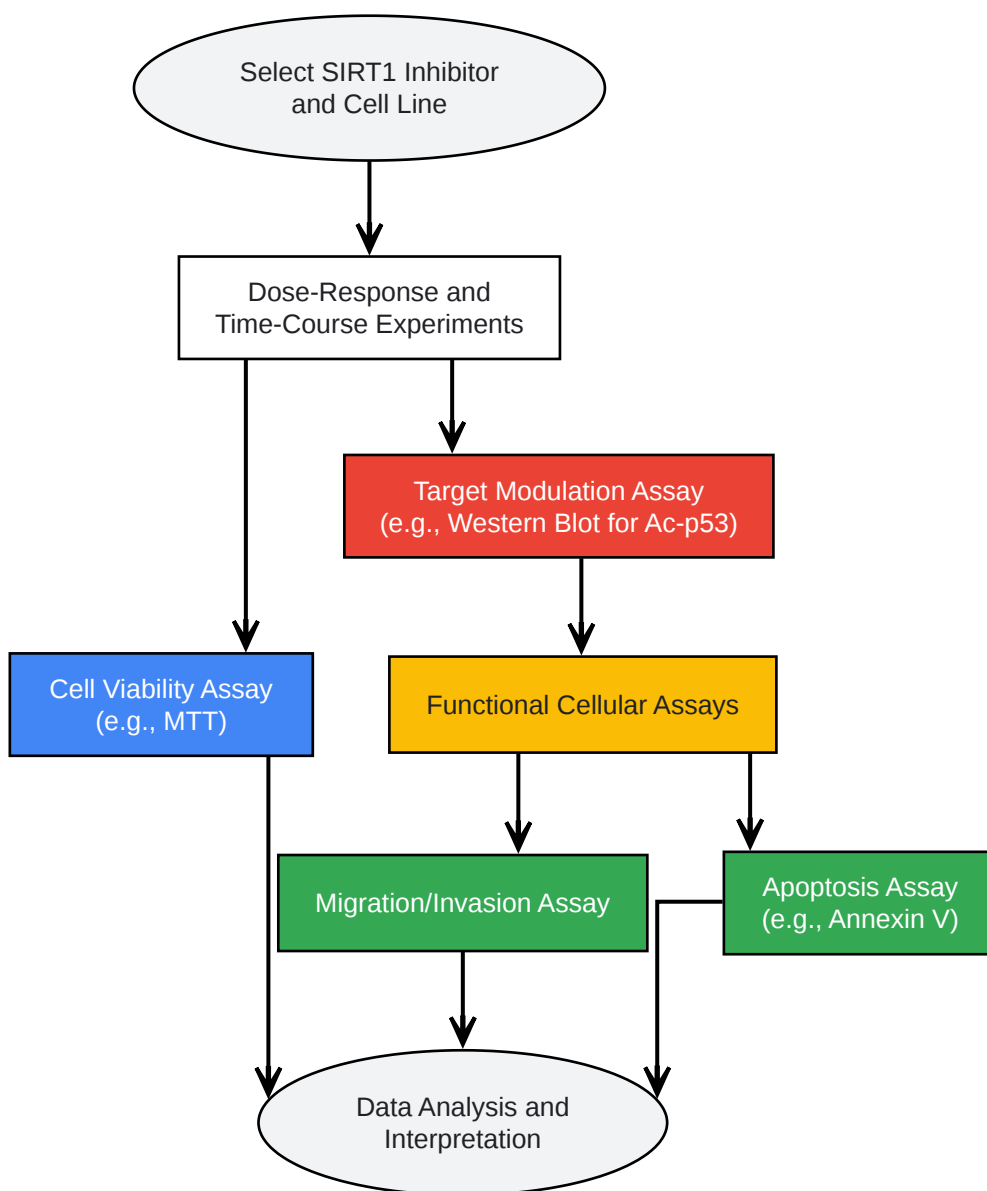 Select SIRT1 Inhibitor
and Cell Line
Dose-Response and
Time-Course Experiments
Target Modulation Assay
(e.g., Western Blot for Ac-p53)
Cell Viability Assay
(e.g., MTT)
Functional Cellular Assays
Migration/Invasion Assay
Apoptosis Assay
(e.g., Annexin V)
Data Analysis and
Interpretation